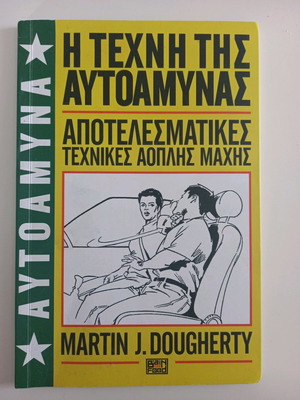 ΑΥΤΟΑΜΥΝΑ
Η ΤΕΧΝΗ ΤΗΣ
ΑΥΤΟΑΜΥΝΑΣ
ΑΠΟΤΕΛΕΣΜΑΤΙΚΕΣ
ΤΕΧΝΙΚΕΣ ΑΟΠΛΗΣ ΜΑΧΗΣ
MARTIN J. DOUGHERTY